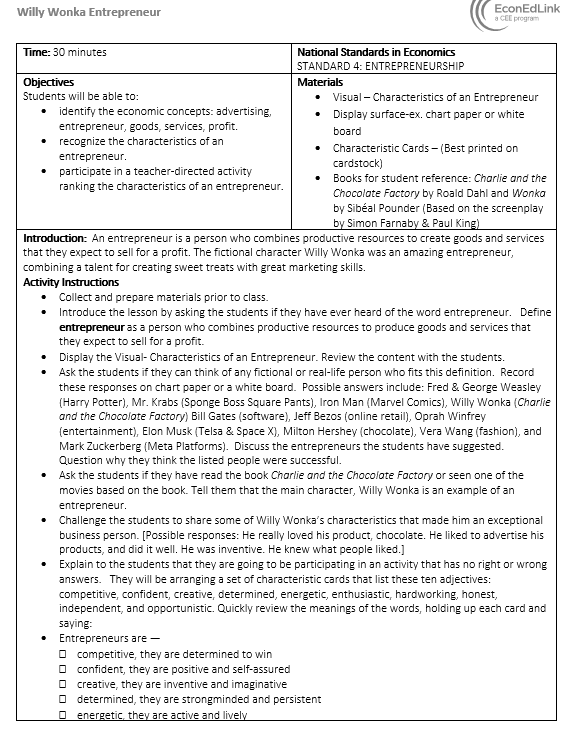 Willy Wonka Entrepreneur
EconEdLink
a CEE program
Time: 30 minutes
National Standards in Economics
STANDARD 4: ENTREPRENEURSHIP
Objectives
Students will be able to:
• identify the economic concepts: advertising,
entrepreneur, goods, services, profit.
• recognize the characteristics of an
entrepreneur.
• participate in a teacher-directed activity
ranking the characteristics of an entrepreneur.
Materials
• Visual – Characteristics of an Entrepreneur
• Display surface-ex. chart paper or white
board
• Characteristic Cards – (Best printed on
cardstock)
• Books for student reference: Charlie and the
Chocolate Factory by Roald Dahl and Wonka
by Sibéal Pounder (Based on the screenplay
by Simon Farnaby & Paul King)
Introduction: An entrepreneur is a person who combines productive resources to create goods and services
that they expect to sell for a profit. The fictional character Willy Wonka was an amazing entrepreneur,
combining a talent for creating sweet treats with great marketing skills.
Activity Instructions
• Collect and prepare materials prior to class.
• Introduce the lesson by asking the students if they have ever heard of the word entrepreneur. Define
entrepreneur as a person who combines productive resources to produce goods and services that
they expect to sell for a profit.
• Display the Visual- Characteristics of an Entrepreneur. Review the content with the students.
• Ask the students if they can think of any fictional or real-life person who fits this definition. Record
these responses on chart paper or a white board. Possible answers include: Fred & George Weasley
(Harry Potter), Mr. Krabs (Sponge Boss Square Pants), Iron Man (Marvel Comics), Willy Wonka (Charlie
and the Chocolate Factory) Bill Gates (software), Jeff Bezos (online retail), Oprah Winfrey
(entertainment), Elon Musk (Telsa & Space X), Milton Hershey (chocolate), Vera Wang (fashion), and
Mark Zuckerberg (Meta Platforms). Discuss the entrepreneurs the students have suggested.
Question why they think the listed people were successful.
• Ask the students if they have read the book Charlie and the Chocolate Factory or seen one of the
movies based on the book. Tell them that the main character, Willy Wonka is an example of an
entrepreneur.
• Challenge the students to share some of Willy Wonka's characteristics that made him an exceptional
business person. [Possible responses: He really loved his product, chocolate. He liked to advertise his
products, and did it well. He was inventive. He knew what people liked.]
• Explain to the students that they are going to be participating in an activity that has no right or wrong
answers. They will be arranging a set of characteristic cards that list these ten adjectives:
competitive, confident, creative, determined, energetic, enthusiastic, hardworking, honest,
independent, and opportunistic. Quickly review the meanings of the words, holding up each card and
saying:
• Entrepreneurs are —
☐ competitive, they are determined to win
☐ confident, they are positive and self-assured
☐ creative, they are inventive and imaginative
☐ determined, they are strongminded and persistent
☐ energetic, they are active and lively